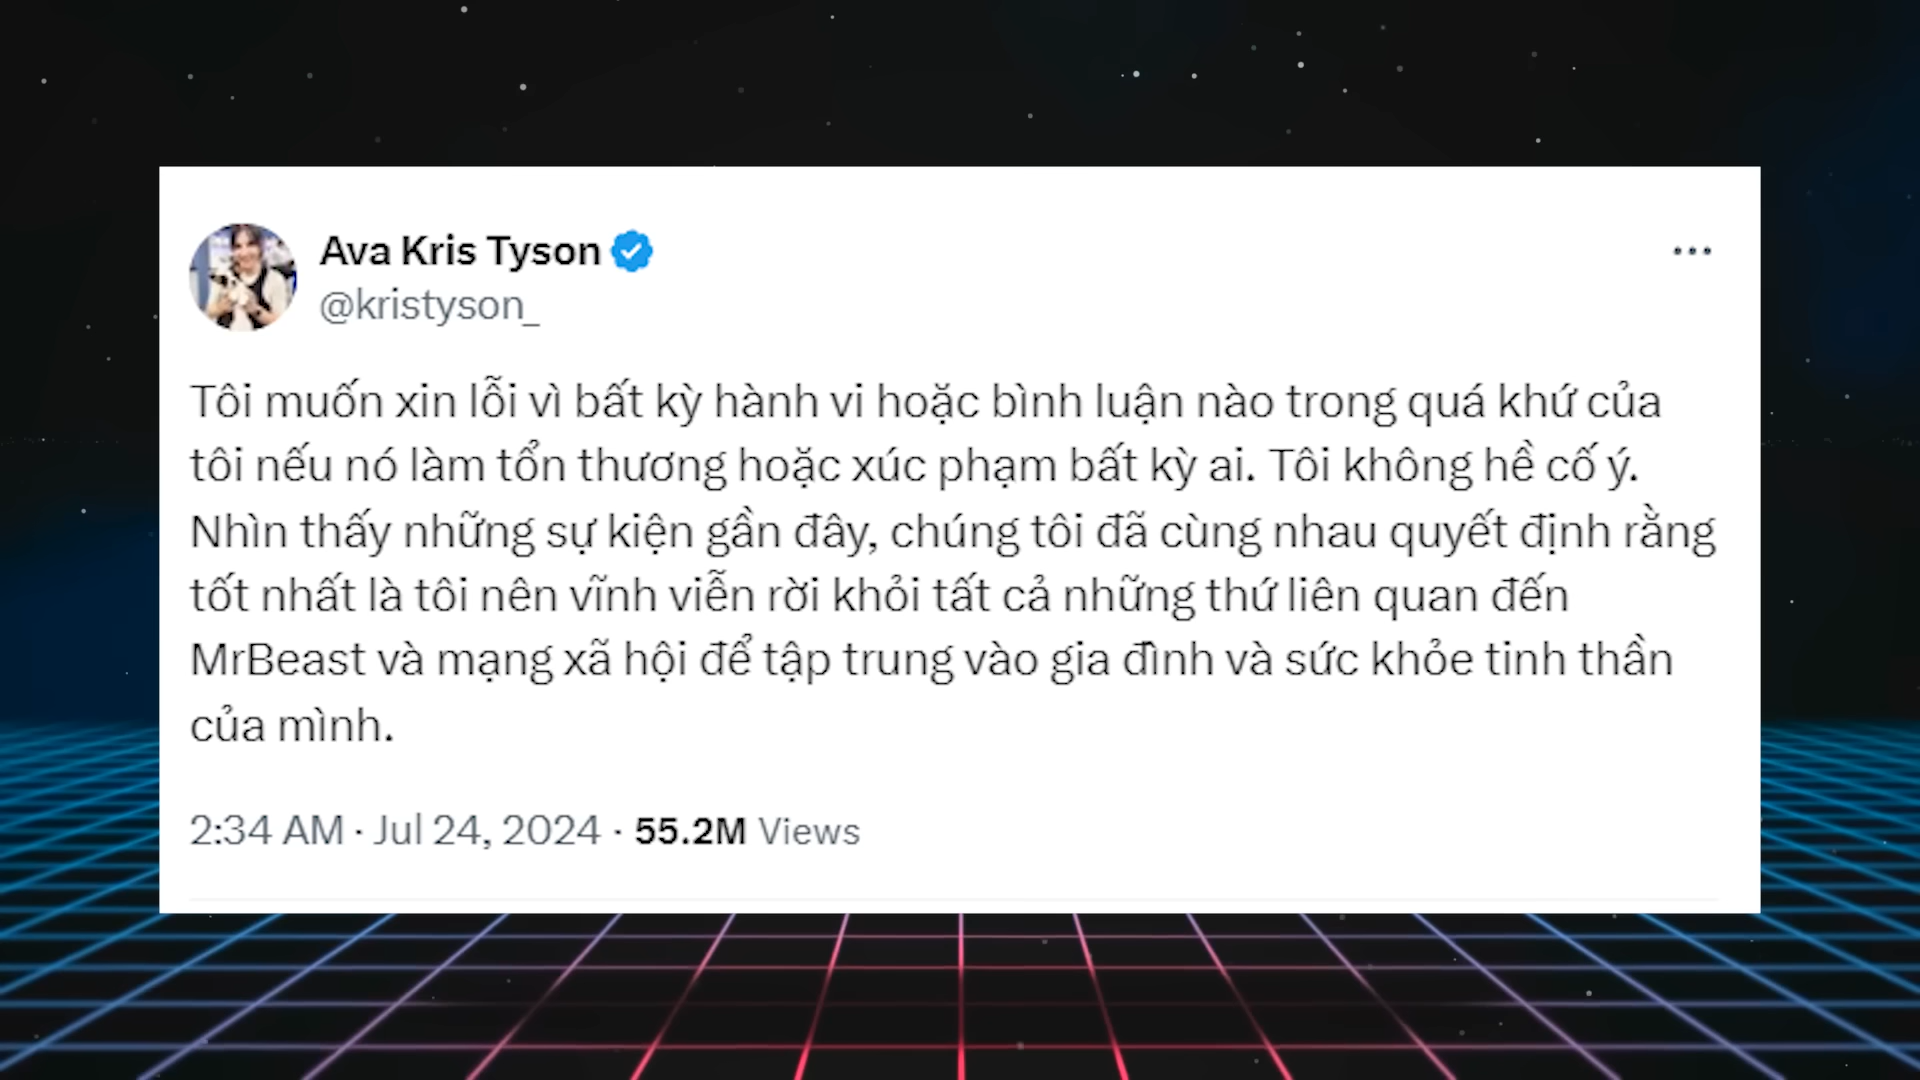 Ava Kris Tyson
@kristyson_
Tôi muốn xin lỗi vì bất kỳ hành vi hoặc bình luận nào trong quá khứ của
tôi nếu nó làm tổn thương hoặc xúc phạm bất kỳ ai. Tôi không hề cố ý.
Nhìn thấy những sự kiện gần đây, chúng tôi đã cùng nhau quyết định rằng
tốt nhất là tôi nên vĩnh viễn rời khỏi tất cả những thứ liên quan đến
MrBeast và mạng xã hội để tập trung vào gia đình và sức khỏe tinh thần
của mình.
2:34 AM · Jul 24, 2024 · 55.2M Views